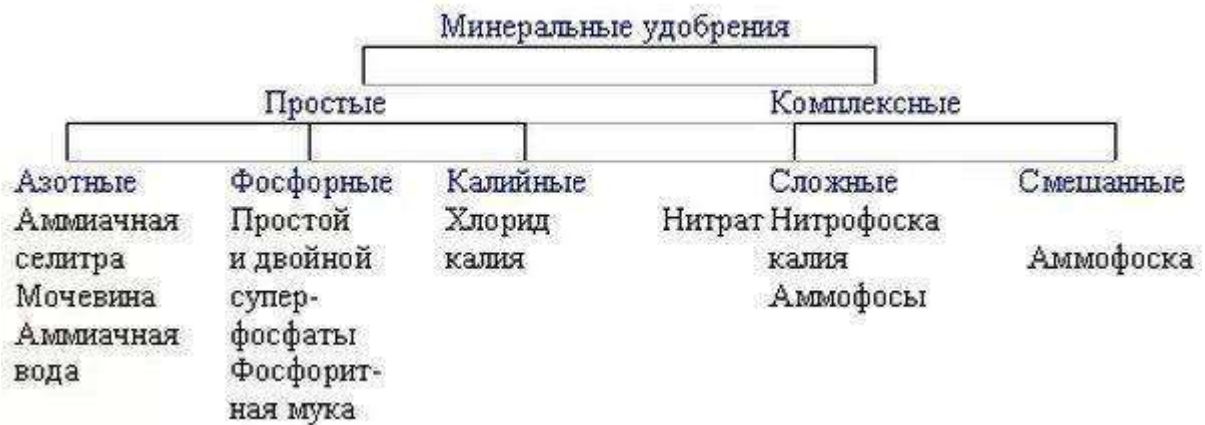 Минеральные удобрения
Простые Комплексные
Азотные Фосфорные Калийные Сложные Смешанные
Аммиачная Простой Хлорид Нитрат Нитрофоска
селитра и двойной калия калия Аммофоска
Мочевина супер- Аммофосы
Аммиачная фосфаты
вода Фосфорит-
ная мука